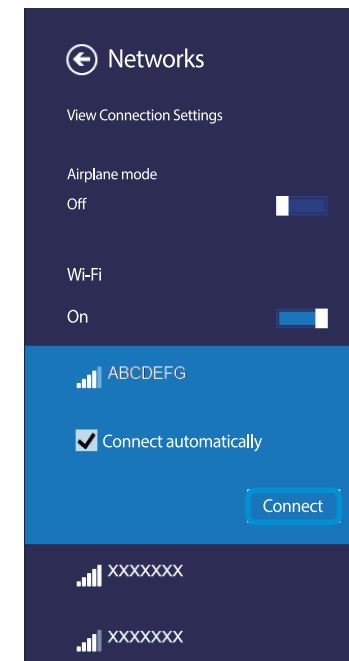 Networks
View Connection Settings
Airplane mode
Off
Wi-Fi
On
ABCDEFG
Connect automatically
Connect
XXXXXXX
XXXXXXX